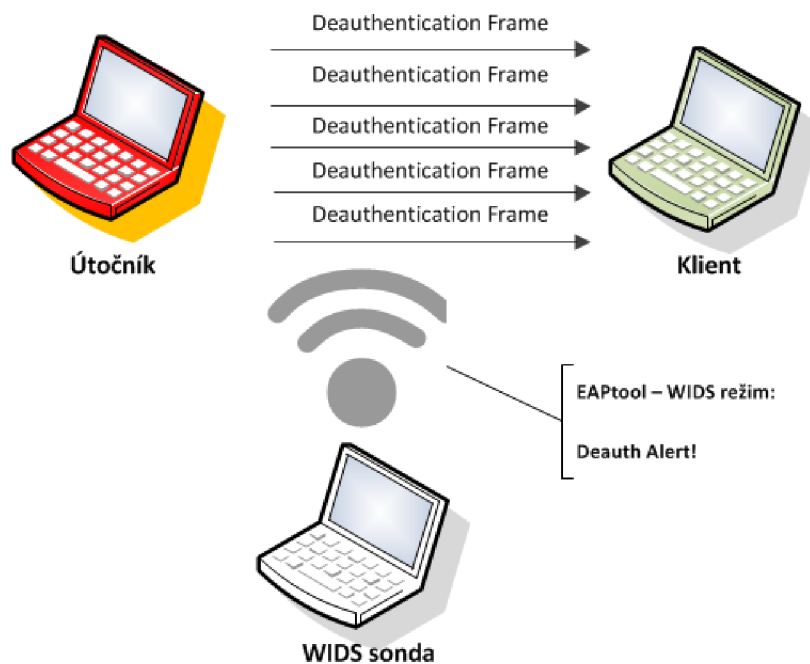 Deauthentication Frame
Deauthentication Frame
Deauthentication Frame
Deauthentication Frame
Deauthentication Frame
Útočník
Klient
EAPtool – WIDS režim:
Deauth Alert!
WIDS sonda